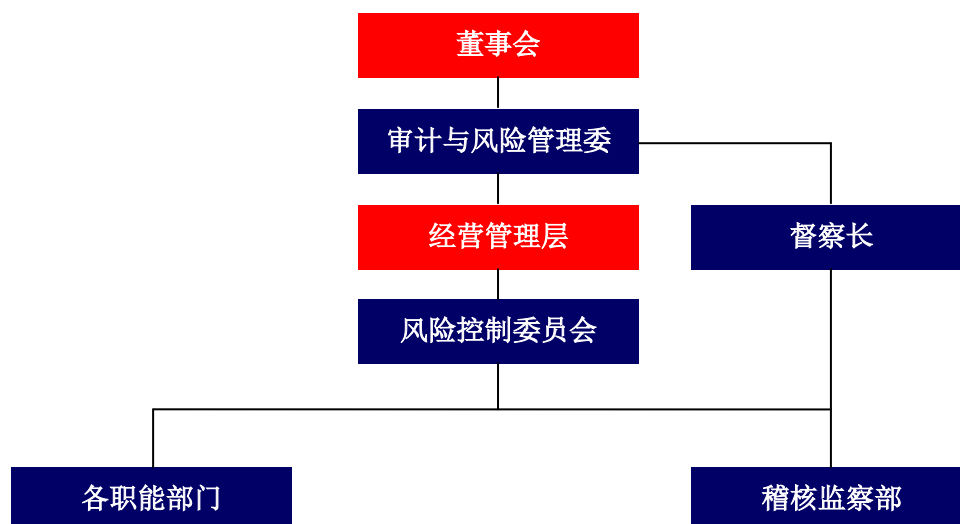 董事会
审计与风险管理委
经营管理层
督察长
风险控制委员会
各职能部门
稽核监察部